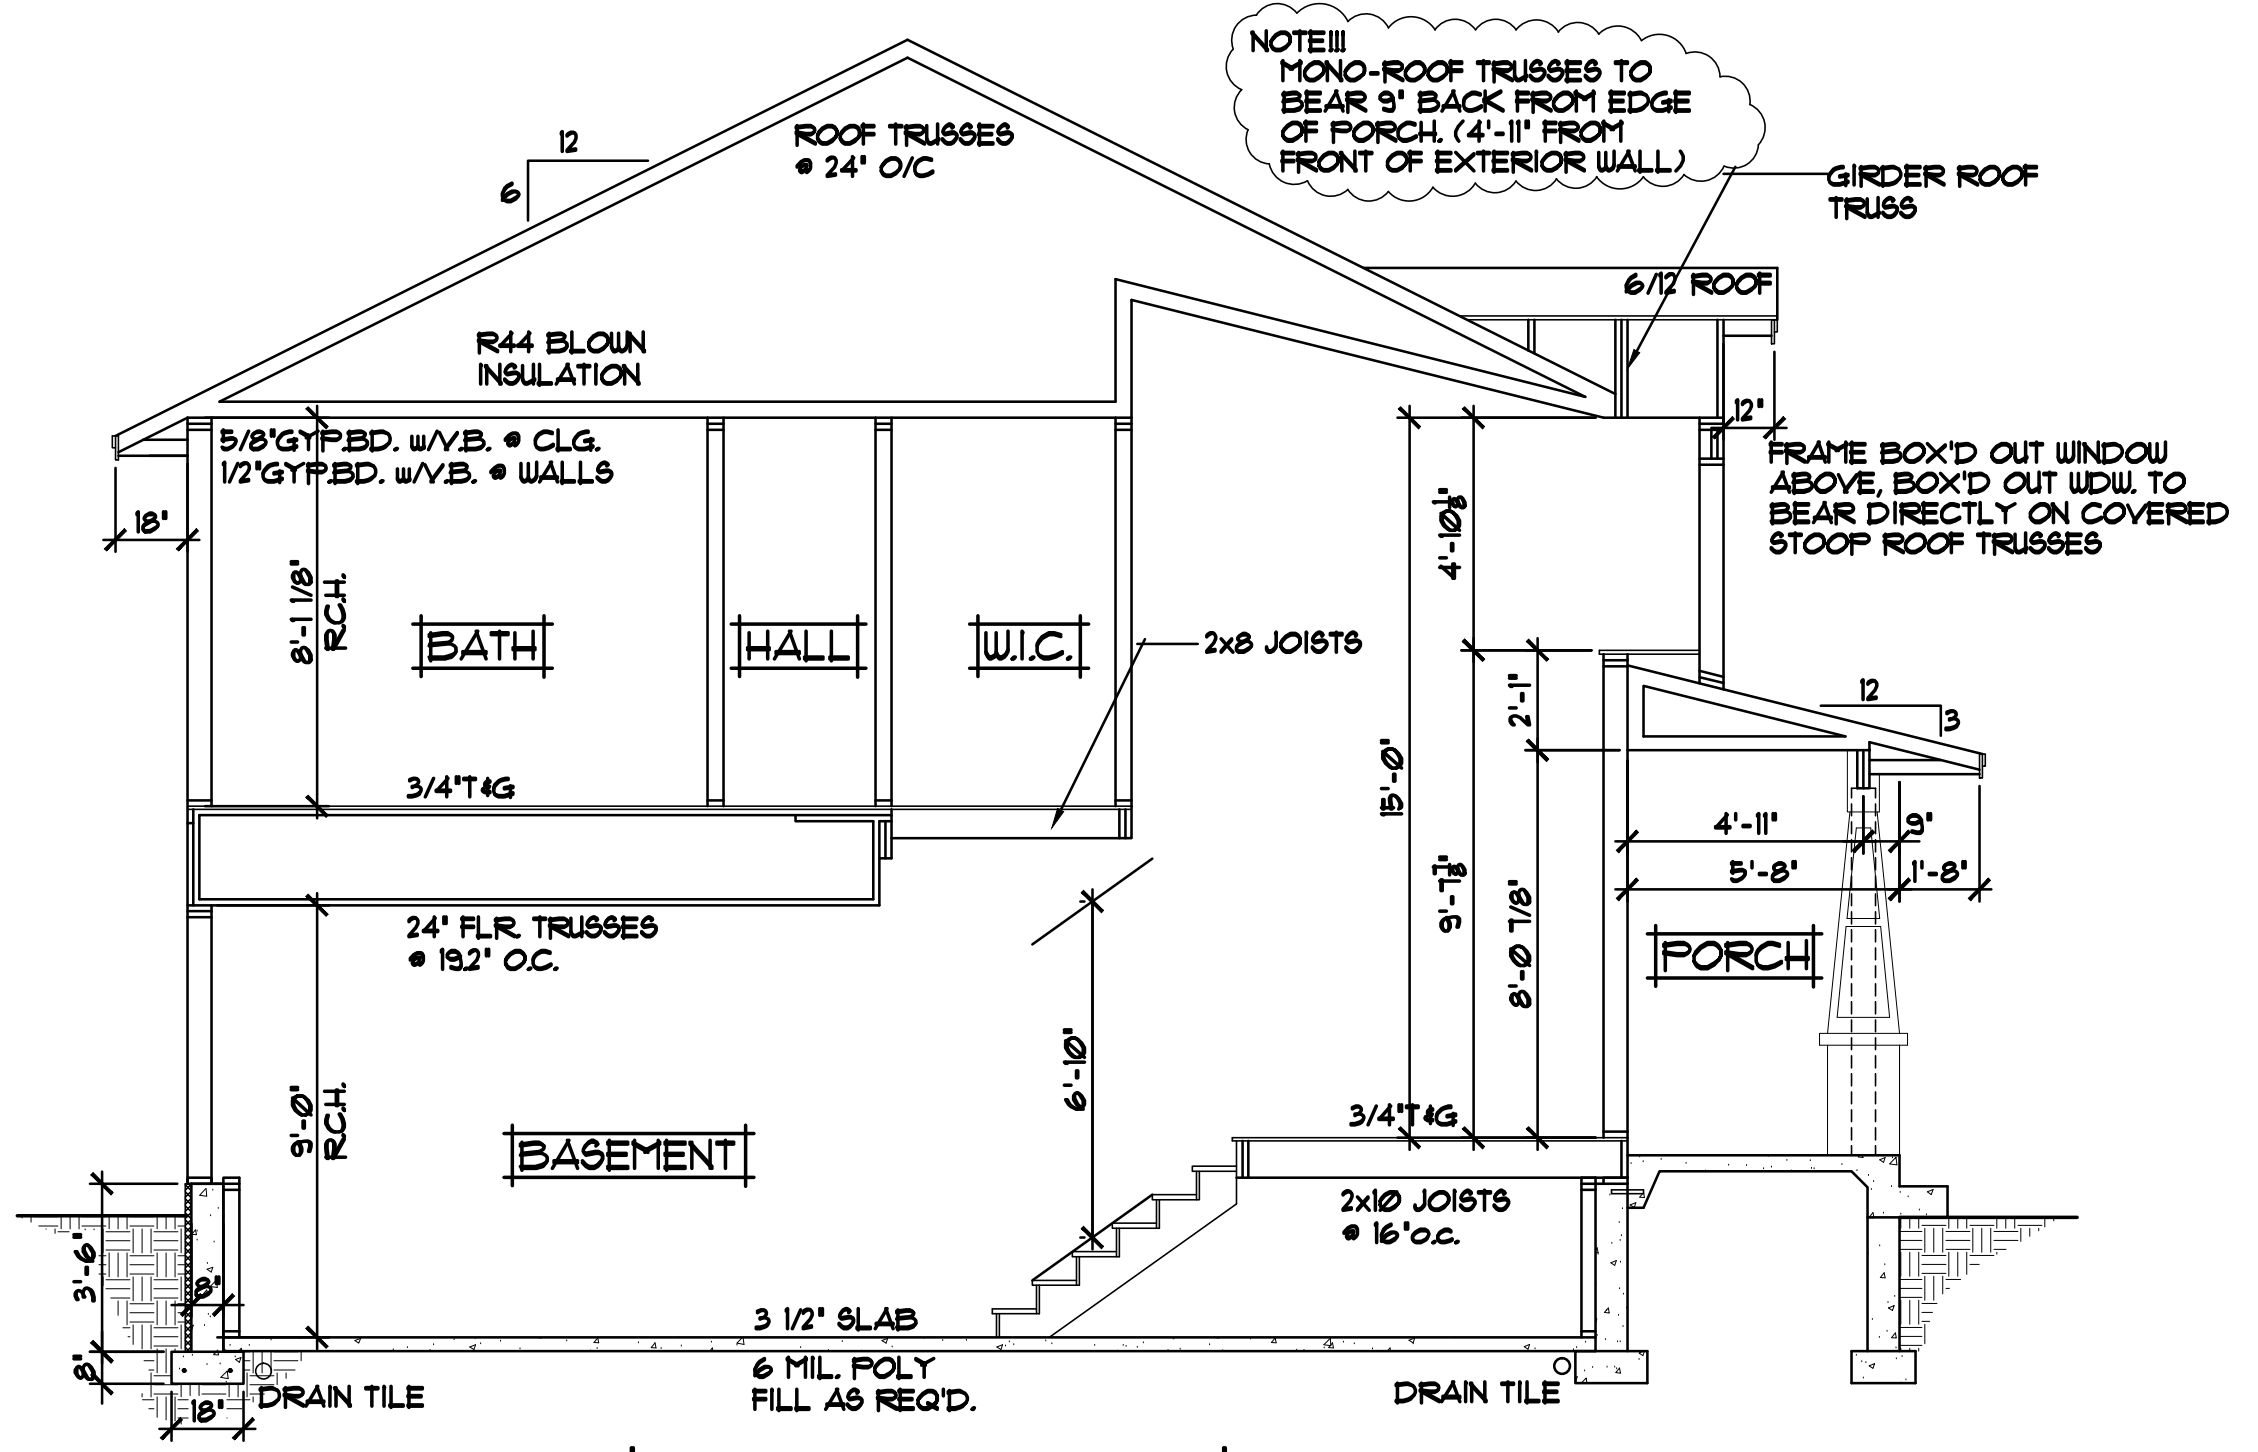 NOTE!!!
MONO-ROOF TRUSSES TO
BEAR 9" BACK FROM EDGE
OF PORCH. (4'-11" FROM
FRONT OF EXTERIOR WALL)
ROOF TRUSSES
@ 24" O/C
12
6
GIRDER ROOF
TRUSS
6/12 ROOF
R44 BLOWN
INSULATION
12"
5/8"GYP.BD. w/V.B. @ CLG.
1/2"GYP.BD. w/V.B. @ WALLS
FRAME BOX'D OUT WINDOW
ABOVE, BOX'D OUT WDW. TO
BEAR DIRECTLY ON COVERED
STOOP ROOF TRUSSES
18"
4'-10 1/8"
8'-1 1/8"
R.C.H.
BATH
HALL
W.I.C.
2x8 JOISTS
2'-1"
12
3
15'-0"
3/4"T&G
4'-11"
9"
5'-8"
1'-8"
9'-7 7/8"
8'-0 7/8"
24" FLR. TRUSSES
@ 19.2" O.C.
PORCH
6'-10"
9'-0"
R.C.H.
BASEMENT
3/4"T&G
2x10 JOISTS
@ 16"O.C.
3'-6"
8"
3 1/2" SLAB
8"
6 MIL. POLY
FILL AS REQ'D.
DRAIN TILE
DRAIN TILE
18"